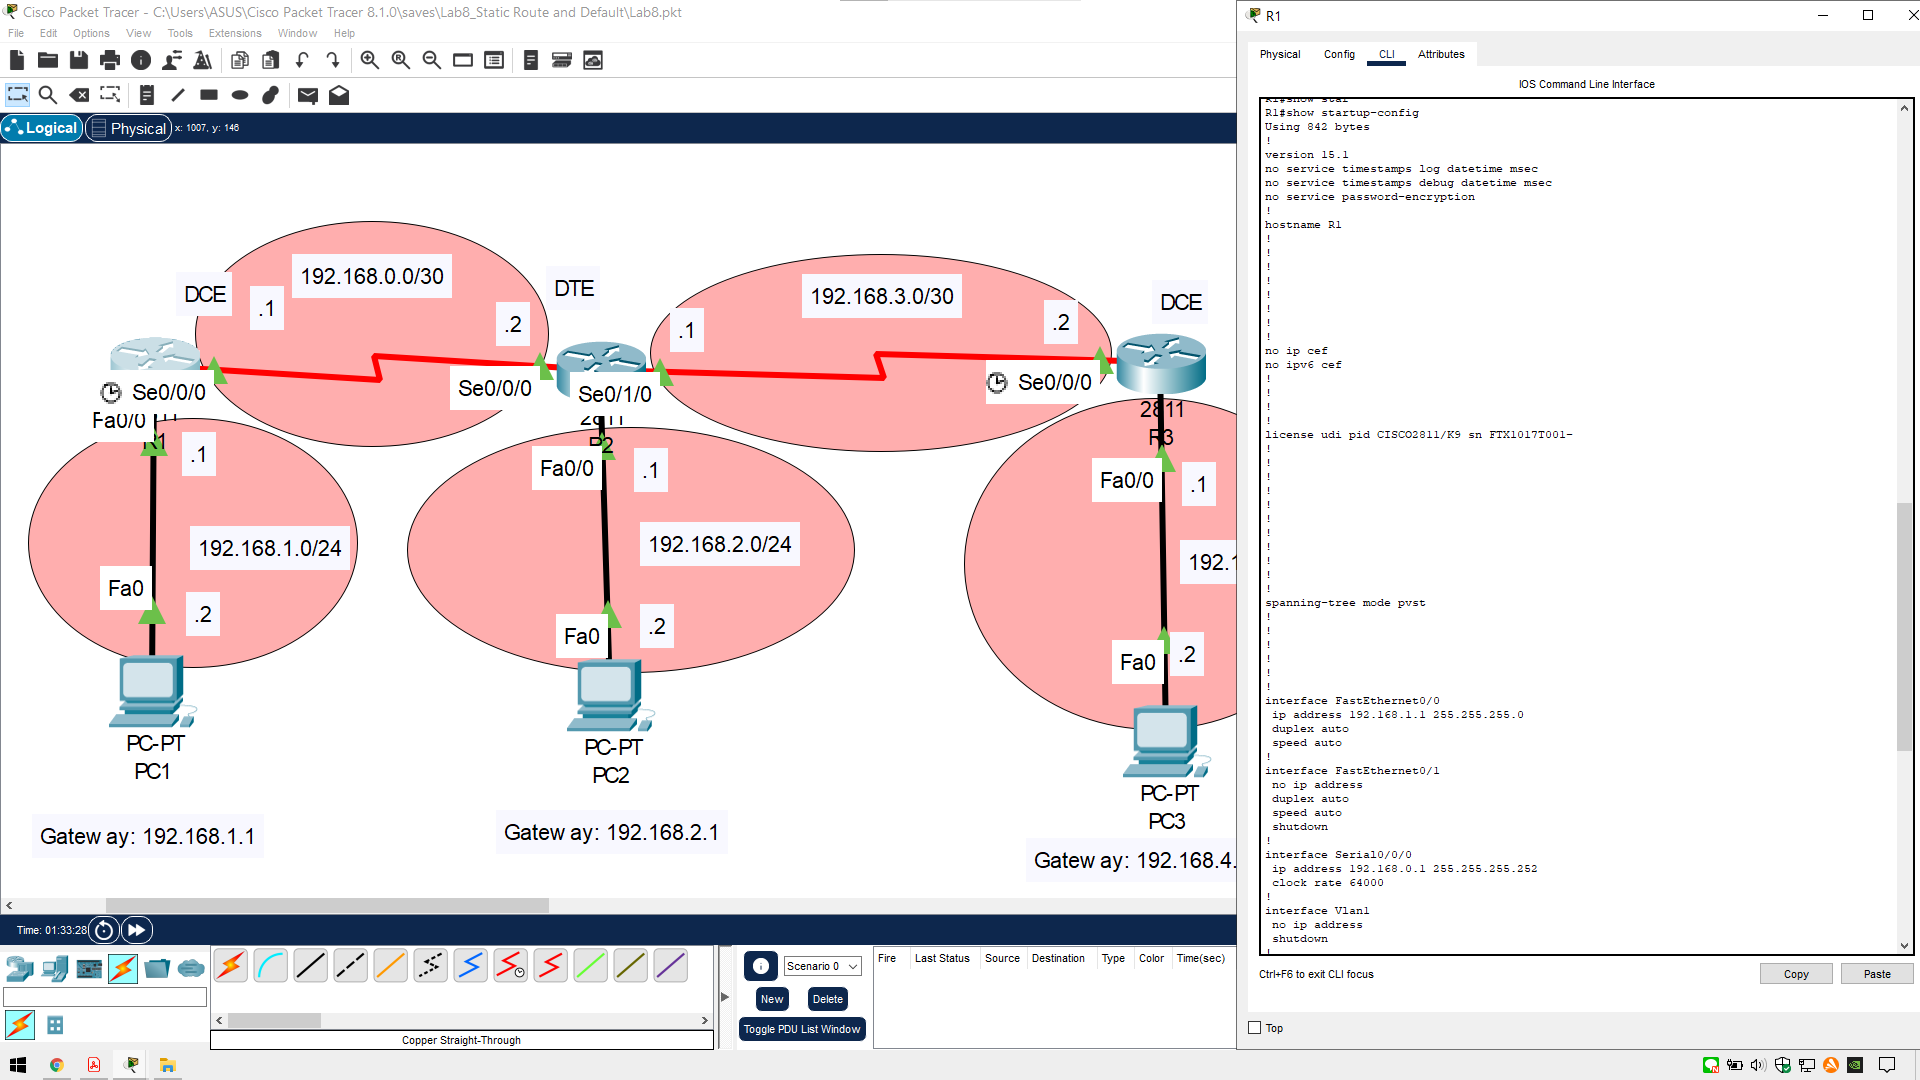 Cisco Packet Tracer - C:\Users\ASUS\Cisco Packet Tracer 8.1.0\saves\Lab8_Static Route and Default\Lab8.pkt
File Edit Options View Tools Extensions Window Help
Logical Physical x: 1007, y: 146
192.168.0.0/30
DCE
.1
.2
DTE
192.168.3.0/30
.1
.2
DCE
Se0/0/0
Fa0/0
R1
Se0/0/0
Se0/1/0
2811
R2
Se0/0/0
2811
R3
.1
Fa0/0
.1
Fa0/0
.1
192.168.1.0/24
192.168.2.0/24
192.1
Fa0
.2
Fa0
.2
Fa0
.2
PC-PT
PC1
PC-PT
PC2
PC-PT
PC3
Gatew ay: 192.168.1.1
Gatew ay: 192.168.2.1
Gatew ay: 192.168.4.
Time: 01:33:28
Scenario 0
New Delete
Toggle PDU List Window
Fire Last Status Source Destination Type Color Time(sec)
Copper Straight-Through
R1
Physical Config CLI Attributes
IOS Command Line Interface
R1#show star
R1#show startup-config
Using 842 bytes
!
version 15.1
no service timestamps log datetime msec
no service timestamps debug datetime msec
no service password-encryption
!
hostname R1
!
!
!
!
!
!
!
!
no ip cef
no ipv6 cef
!
!
!
!
license udi pid CISCO2811/K9 sn FTX1017T001-
!
!
!
!
!
!
!
!
!
!
!
spanning-tree mode pvst
!
!
!
!
!
!
interface FastEthernet0/0
ip address 192.168.1.1 255.255.255.0
duplex auto
speed auto
!
interface FastEthernet0/1
no ip address
duplex auto
speed auto
shutdown
!
interface Serial0/0/0
ip address 192.168.0.1 255.255.255.252
clock rate 64000
!
interface Vlan1
no ip address
shutdown
!
Ctrl+F6 to exit CLI focus
Copy Paste
Top